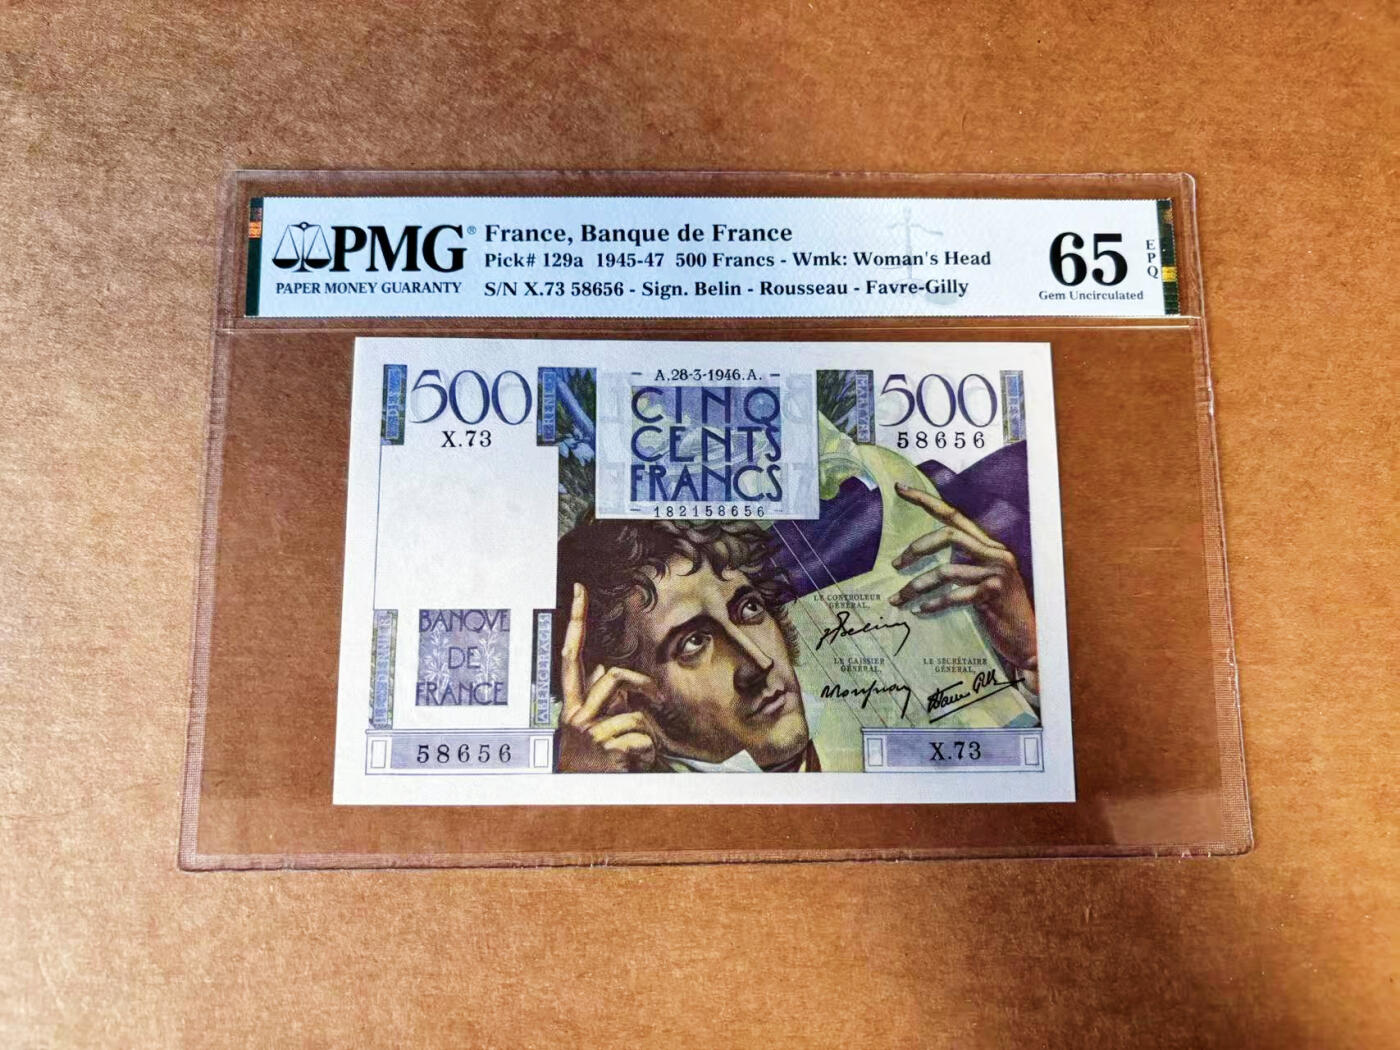 PMG®
PAPER MONEY GUARANTY
France, Banque de France
Pick# 129a 1945-47 500 Francs - Wmk: Woman's Head
S/N X.73 58656 - Sign. Belin - Rousseau - Favre-Gilly
65
Gem Uncirculated
EPQ
500
X.73
A.28-3-1946.A.
CINQ
CENTS
FRANCS
182158656
500
58656
LE CONTROLEUR
GÉNÉRAL,
LE CAISSIER
GÉNÉRAL,
LE SECRÉTAIRE
GÉNÉRAL,
BANQVE
DE
FRANCE
58656
X.73